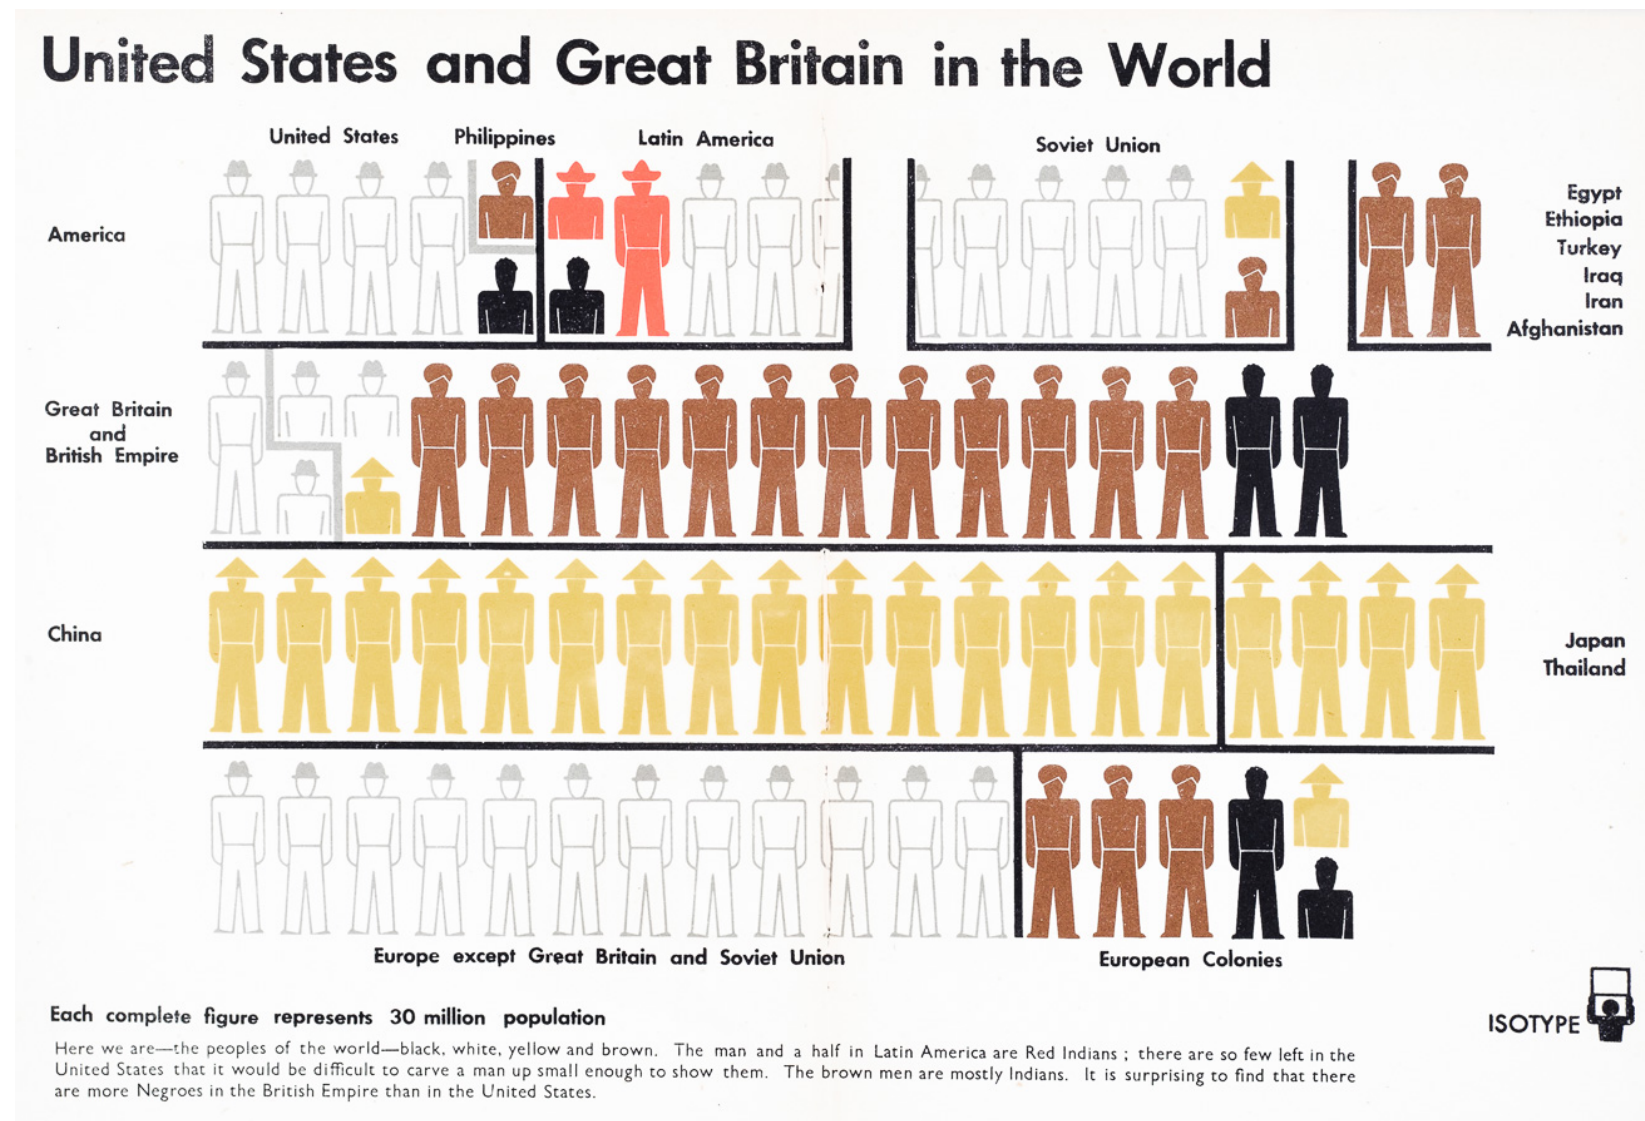 United States and Great Britain in the World
United States
Philippines
Latin America
Soviet Union
America
Egypt
Ethiopia
Turkey
Iraq
Iran
Afghanistan
Great Britain
and
British Empire
China
Japan
Thailand
Europe except Great Britain and Soviet Union
European Colonies
Each complete figure represents 30 million population
ISOTYPE
Here we are—the peoples of the world—black, white, yellow and brown. The man and a half in Latin America are Red Indians ; there are so few left in the
United States that it would be difficult to carve a man up small enough to show them. The brown men are mostly Indians. It is surprising to find that there
are more Negroes in the British Empire than in the United States.